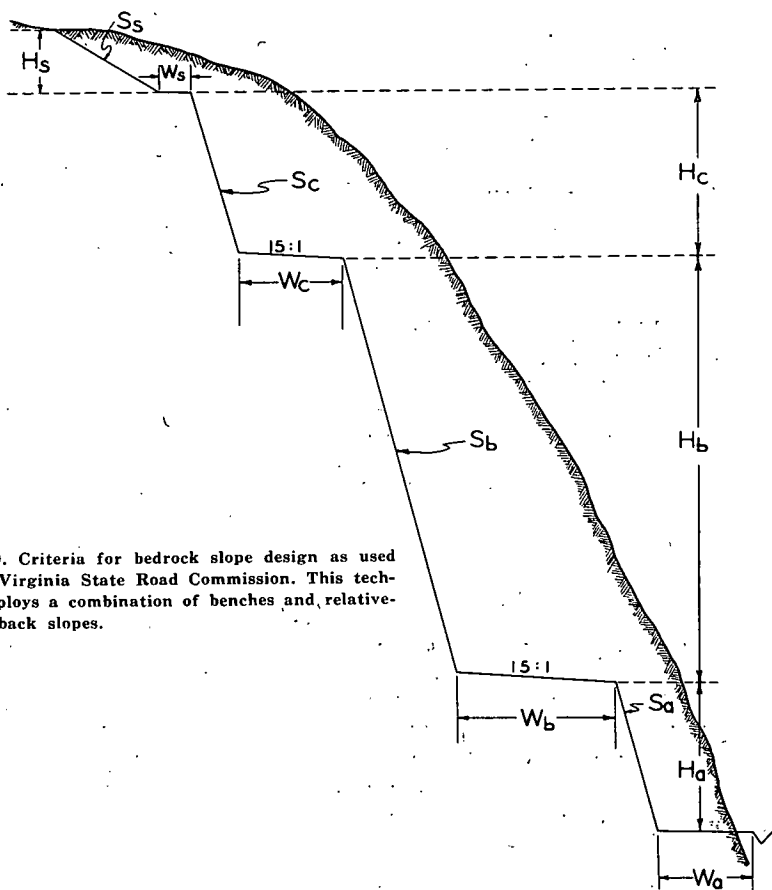 Ss
Hs
Ws
Sc
Hc
15:1
Wc
Sb
Hb
. Criteria for bedrock slope design as used
Virginia State Road Commission. This tech-
ploys a combination of benches and relative-
back slopes.
15:1
Wb
Sa
Ha
Wa